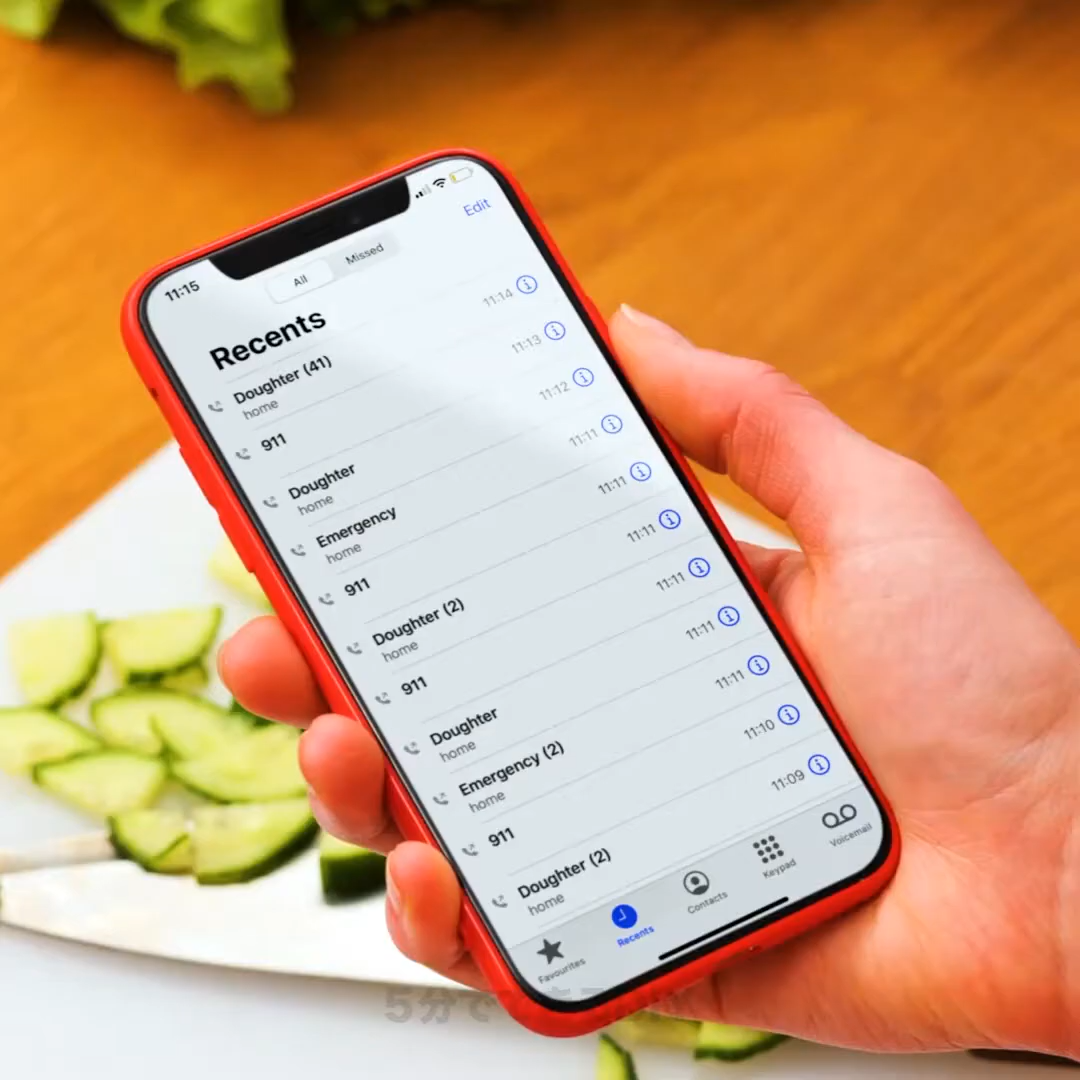 11:15
Edit
All
Missed
Recents
Doughter (41)
home
11:14
911
11:13
Doughter
home
11:12
Emergency
home
11:11
911
11:11
Doughter (2)
home
11:11
911
11:11
Doughter
home
11:11
Emergency (2)
home
11:11
911
11:10
Doughter (2)
home
11:09
Favourites
Recents
Contacts
Keypad
Voicemail
5分で